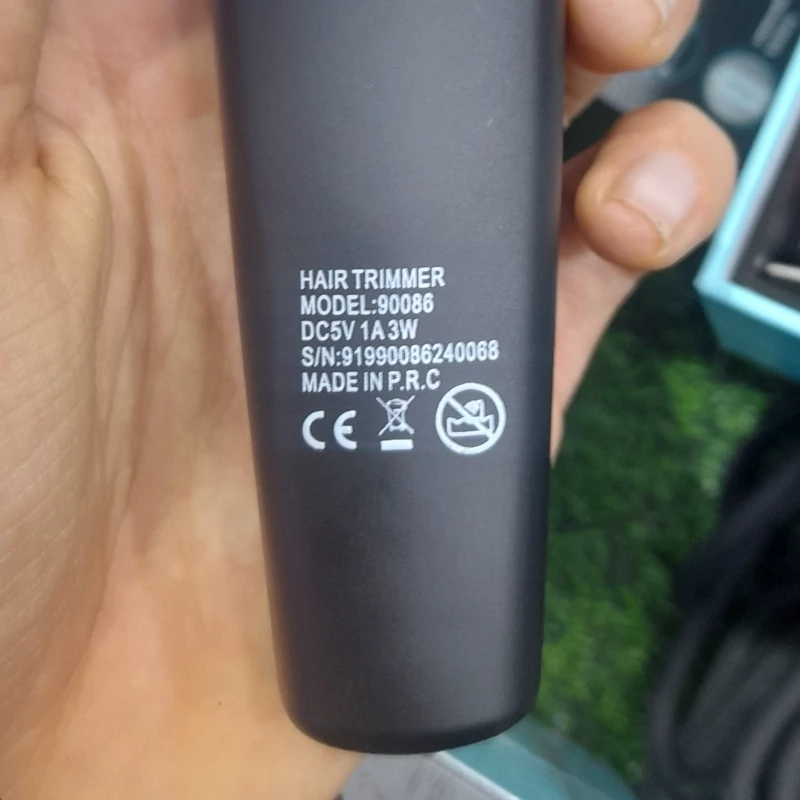 HAIR TRIMMER
MODEL:90086
DC5V 1A 3W
S/N:91990086240068
MADE IN P.R.C
CE